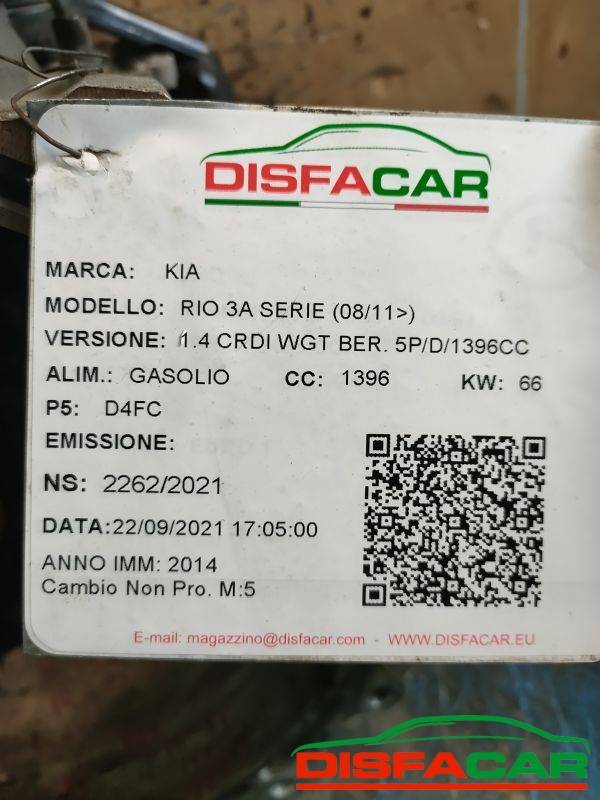 DISFACAR
MARCA: KIA
MODELLO: RIO 3A SERIE (08/11>)
VERSIONE: 1.4 CRDI WGT BER. 5P/D/1396CC
ALIM.: GASOLIO CC: 1396 KW: 66
P5: D4FC
EMISSIONE:
NS: 2262/2021
DATA:22/09/2021 17:05:00
ANNO IMM: 2014
Cambio Non Pro. M:5
E-mail: magazzino@disfacar.com - WWW.DISFACAR.EU
DISFACAR